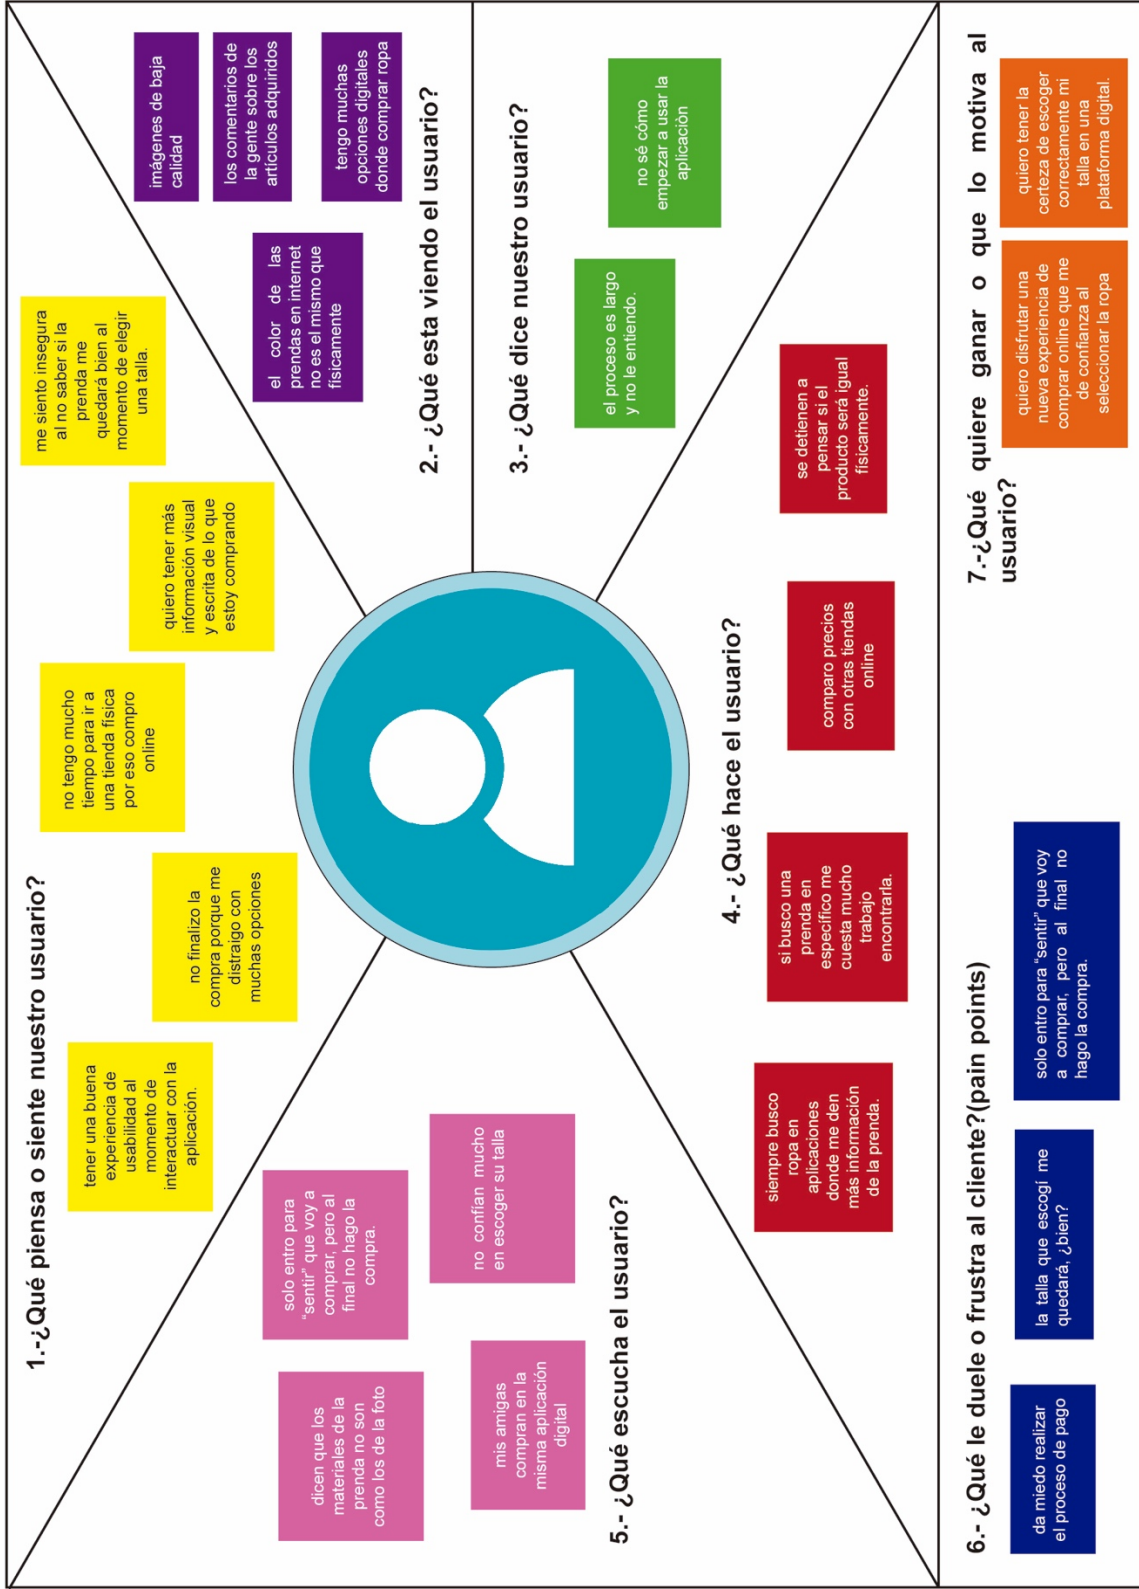 1.-¿Qué piensa o siente nuestro usuario?
tener una buena
experiencia de
usabilidad al
momento de
interactuar con la
aplicación.
no finalizo la
compra porque me
distraigo con
muchas opciones
no tengo mucho
tiempo para ir a
una tienda física
por eso compro
online
quiero tener más
información visual
y escrita de lo que
estoy comprando
me siento insegura
al no saber si la
prenda me
quedará bien al
momento de elegir
una talla.
2.- ¿Qué esta viendo el usuario?
imágenes de baja
calidad
los comentarios de
la gente sobre los
artículos adquiridos
tengo muchas
opciones digitales
donde comprar ropa
el color de las
prendas en internet
no es el mismo que
físicamente
3.- ¿Qué dice nuestro usuario?
el proceso es largo
y no le entiendo.
no sé cómo
empezar a usar la
aplicaciòn
4.- ¿Qué hace el usuario?
siempre busco
ropa en
aplicaciones
donde me den
más información
de la prenda.
si busco una
prenda en
específico me
cuesta mucho
trabajo
encontrarla.
comparo precios
con otras tiendas
online
se detienen a
pensar si el
producto será igual
físicamente.
5.- ¿Qué escucha el usuario?
dicen que los
materiales de la
prenda no son
como los de la foto
solo entro para
"sentir" que voy a
comprar, pero al
final no hago la
compra.
mis amigas
compran en la
misma aplicación
digital
no confían mucho
en escoger su talla
6.- ¿Qué le duele o frustra al cliente?(pain points)
da miedo realizar
el proceso de pago
la talla que escogí me
quedará, ¿bien?
solo entro para "sentir" que voy
a comprar, pero al final no
hago la compra.
7.-¿Qué quiere ganar o que lo motiva al
usuario?
quiero disfrutar una
nueva experiencia de
comprar online que me
de confianza al
seleccionar la ropa
quiero tener la
certeza de escoger
correctamente mi
talla en una
plataforma digital.